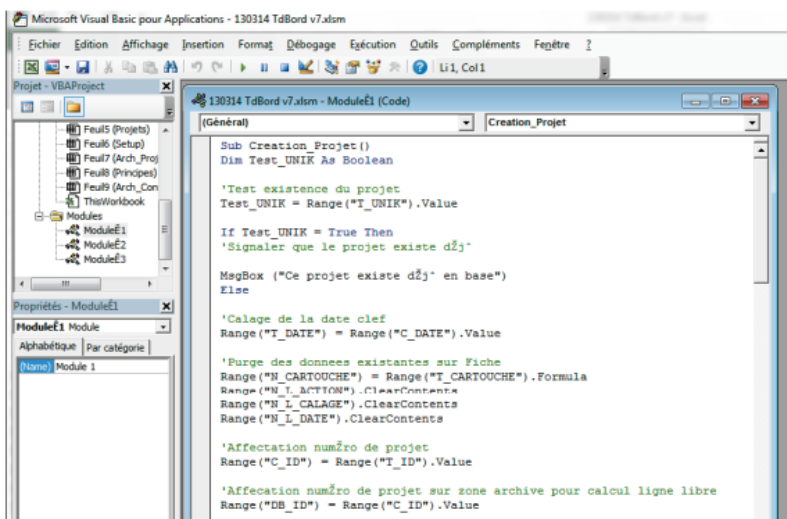 Microsoft Visual Basic pour Applications - 130314 TdBord v7.xlsm
Fichier Edition Affichage Insertion Format Débogage Exécution Outils Compléments Fenêtre ?
Li 1, Col 1
Projet - VBAProject
Feuil5 (Projets)
Feuil6 (Setup)
Feuil7 (Arch_Proj
Feuil8 (Principes)
Feuil9 (Arch_Con
ThisWorkbook
Modules
ModuleÊ1
ModuleÊ2
ModuleÊ3
Propriétés - ModuleÊ1
ModuleÊ1 Module
Alphabétique Par catégorie
(Name) Module 1
130314 TdBord v7.xlsm - ModuleÊ1 (Code)
(Général) Creation_Projet
Sub Creation_Projet()
Dim Test_UNIK As Boolean
'Test existence du projet
Test_UNIK = Range("T_UNIK").Value
If Test_UNIK = True Then
'Signaler que le projet existe dŽjˆ
MsgBox ("Ce projet existe dŽjˆ en base")
Else
'Calage de la date clef
Range("T_DATE") = Range("C_DATE").Value
'Purge des donnees existantes sur Fiche
Range("N_CARTOUCHE") = Range("T_CARTOUCHE").Formula
Range("N_L_ACTION").ClearContents
Range("N_L_CALAGE").ClearContents
Range("N_L_DATE").ClearContents
'Affectation numŽro de projet
Range("C_ID") = Range("T_ID").Value
'Affecation numŽro de projet sur zone archive pour calcul ligne libre
Range("DB_ID") = Range("C_ID").Value